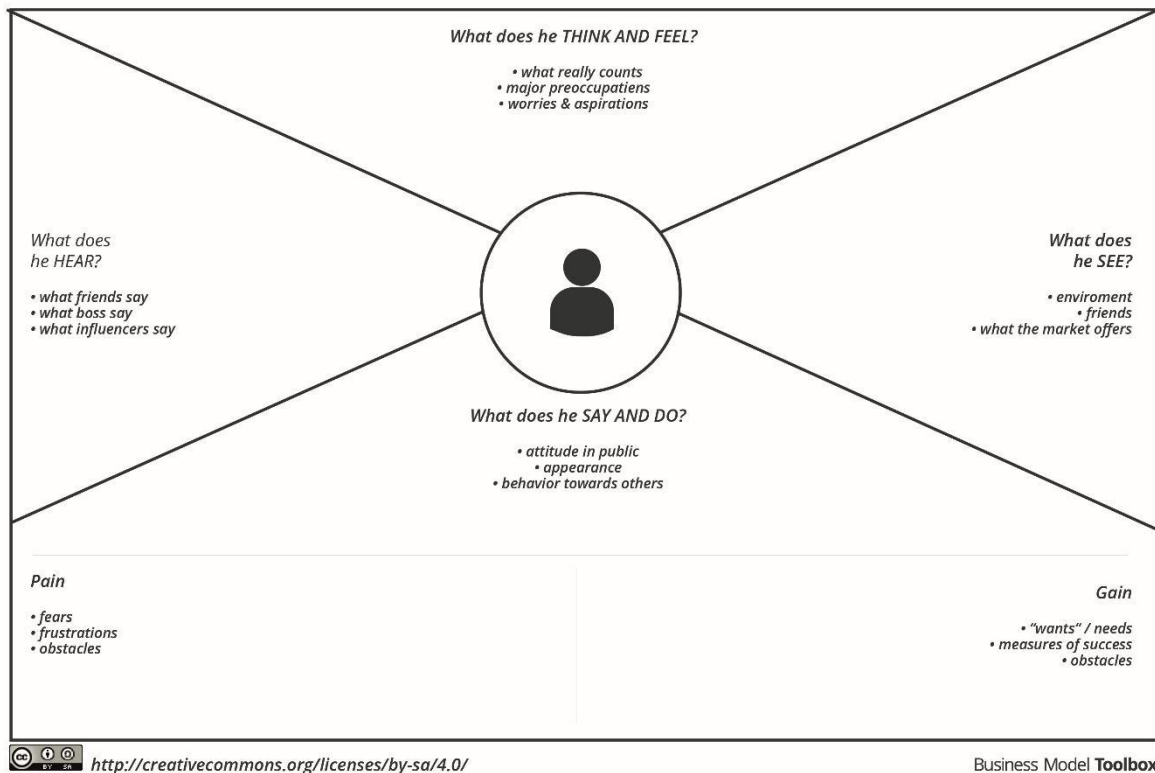 What does he THINK AND FEEL?
• what really counts
• major preoccupatiens
• worries & aspirations
What does
he HEAR?
• what friends say
• what boss say
• what influencers say
What does
he SEE?
• enviroment
• friends
• what the market offers
What does he SAY AND DO?
• attitude in public
• appearance
• behavior towards others
Pain
• fears
• frustrations
• obstacles
Gain
• “wants“ / needs
• measures of success
• obstacles
cc BY SA http://creativecommons.org/licenses/by-sa/4.0/
Business Model Toolbox